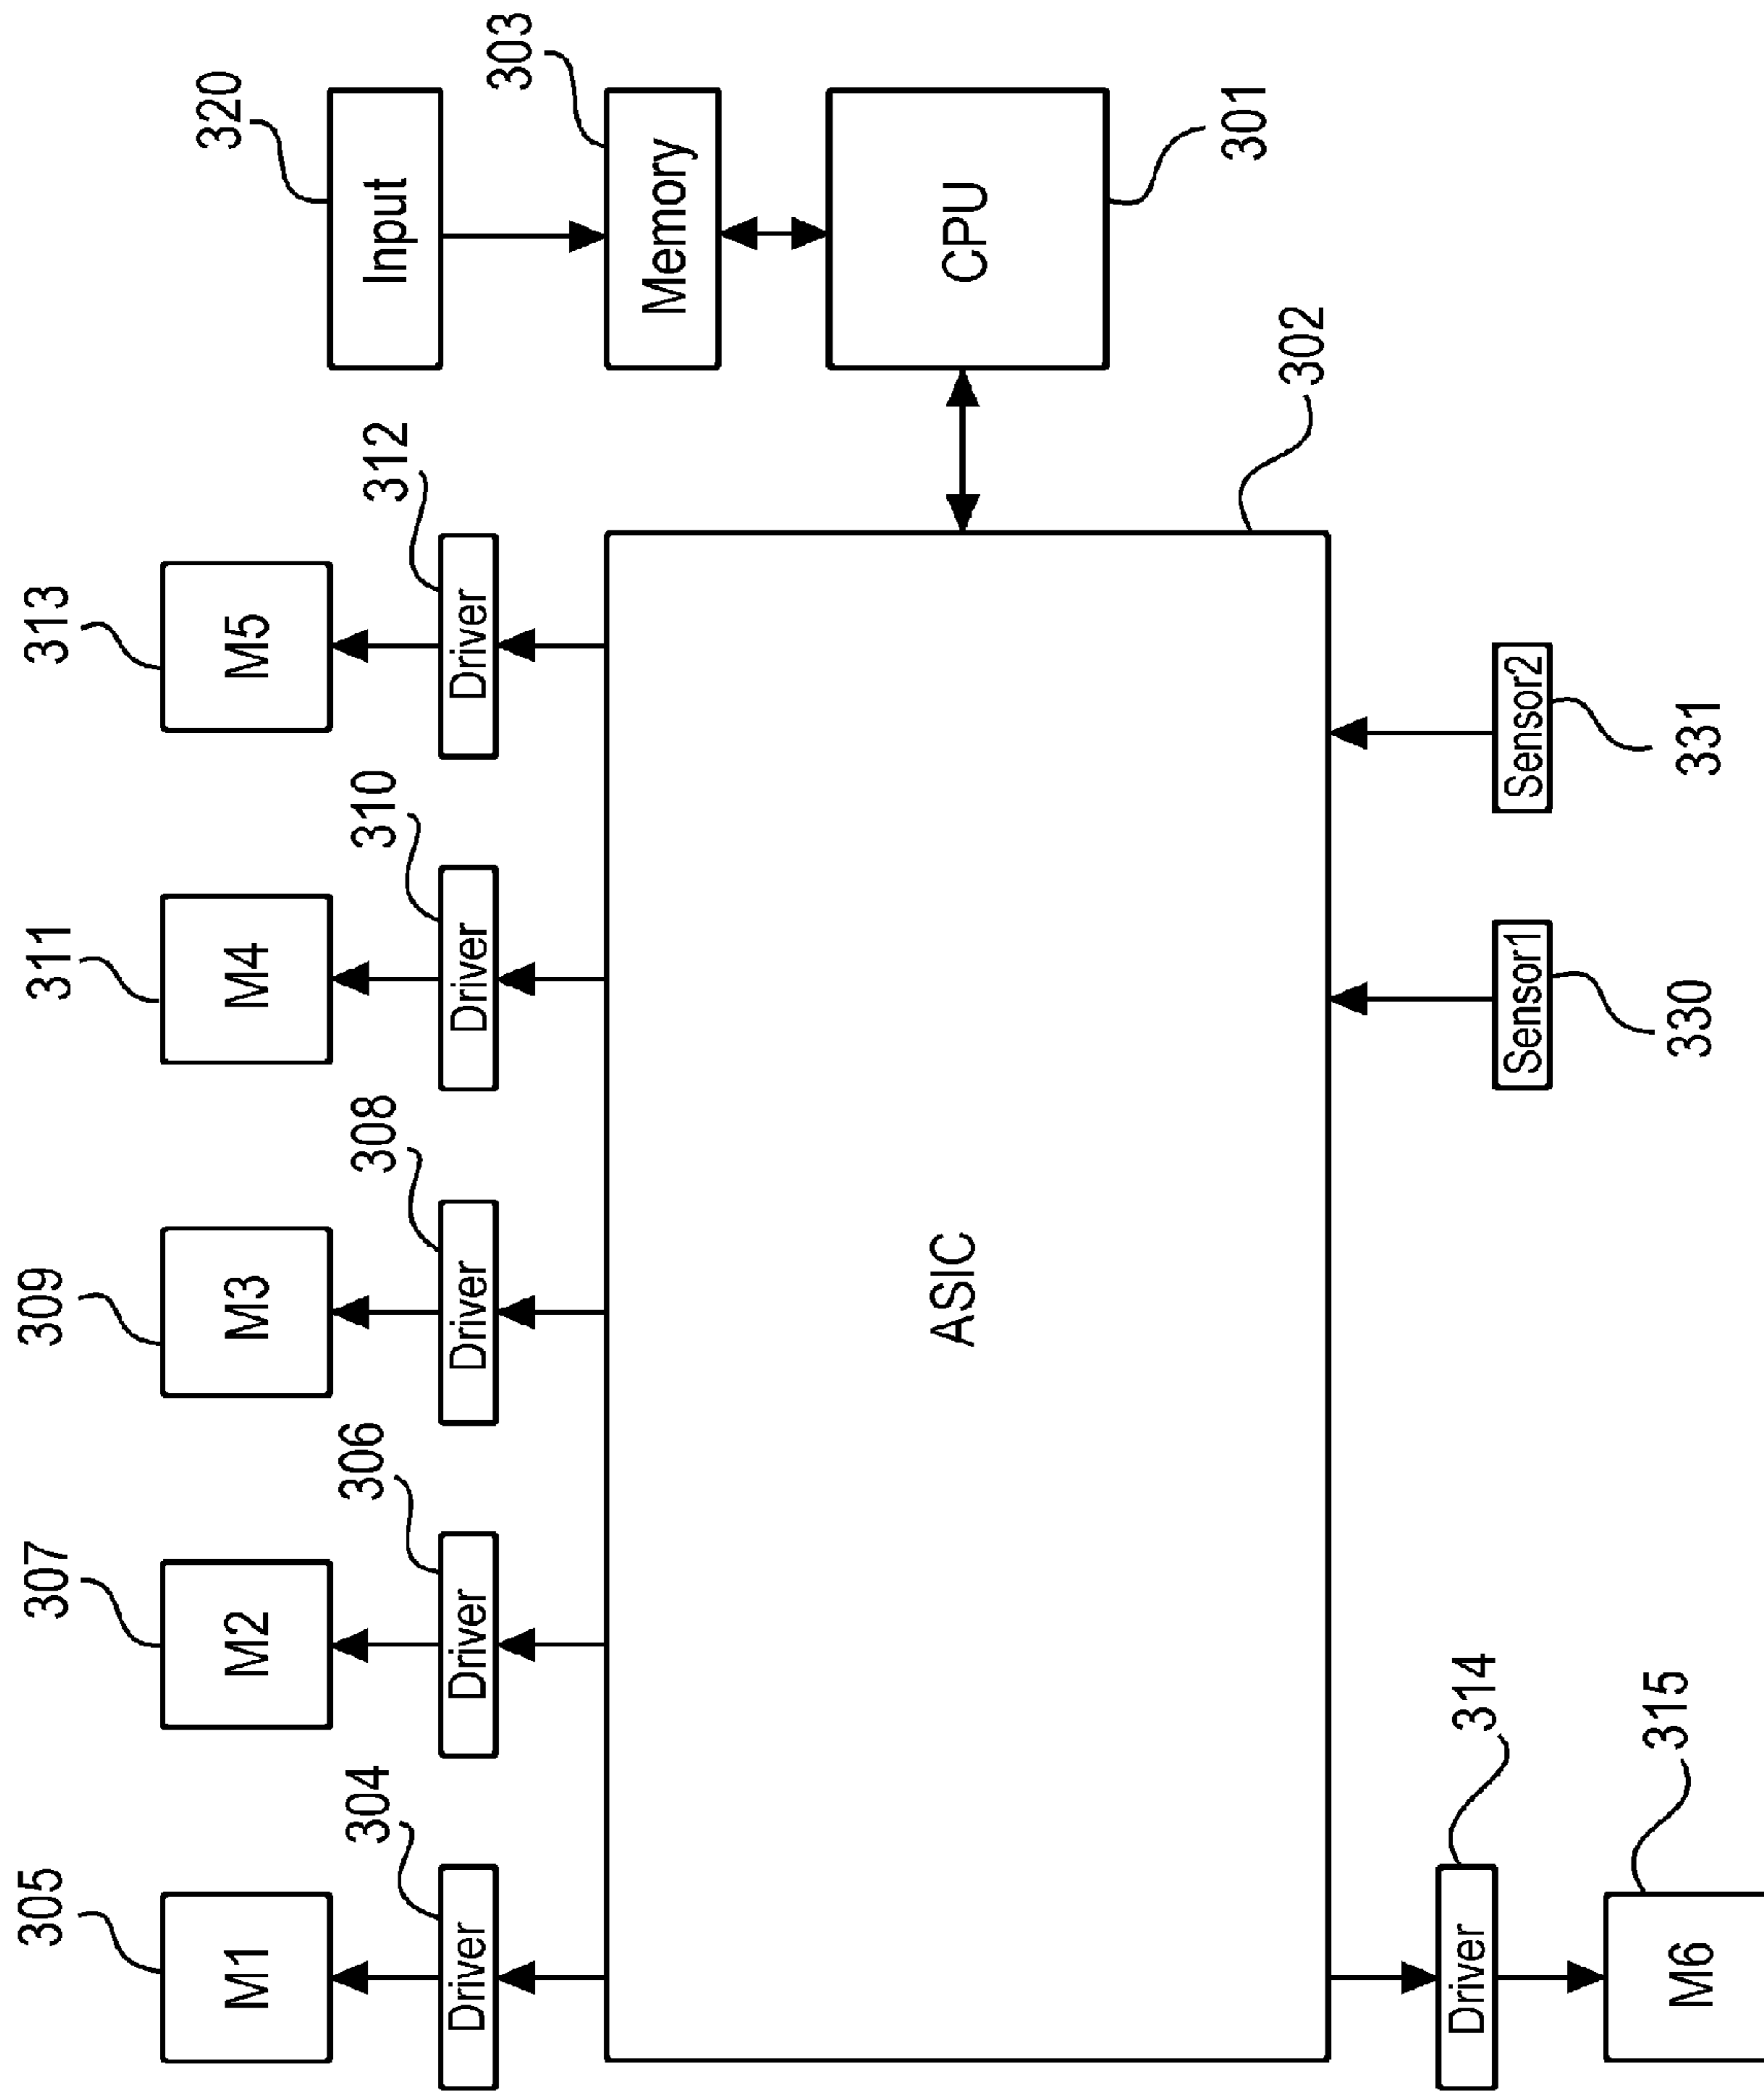 320
Input
303
Memory
CPU
301
302
313
M5
312
Driver
311
M4
310
Driver
309
M3
308
Driver
307
M2
306
Driver
305
M1
304
Driver
ASIC
Sensor2
331
Sensor1
330
314
Driver
315
M6